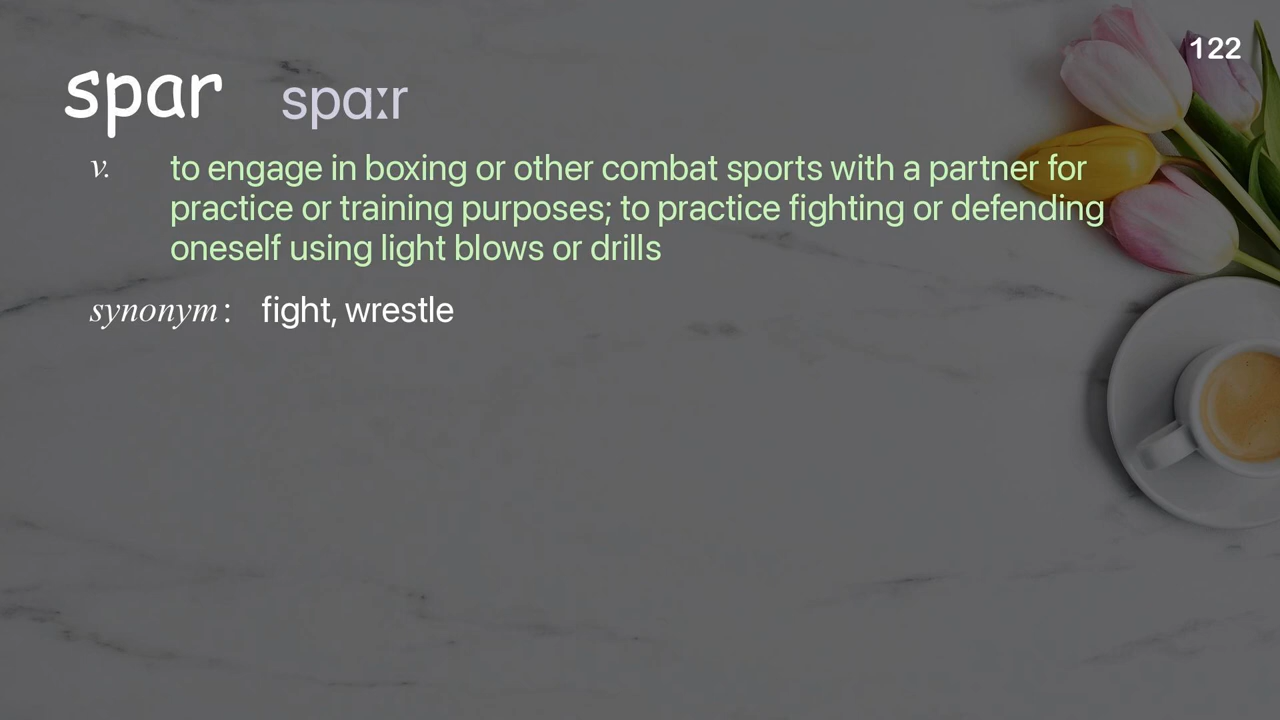 122
spar spɑːr
v. to engage in boxing or other combat sports with a partner for
practice or training purposes; to practice fighting or defending
oneself using light blows or drills
synonym : fight, wrestle